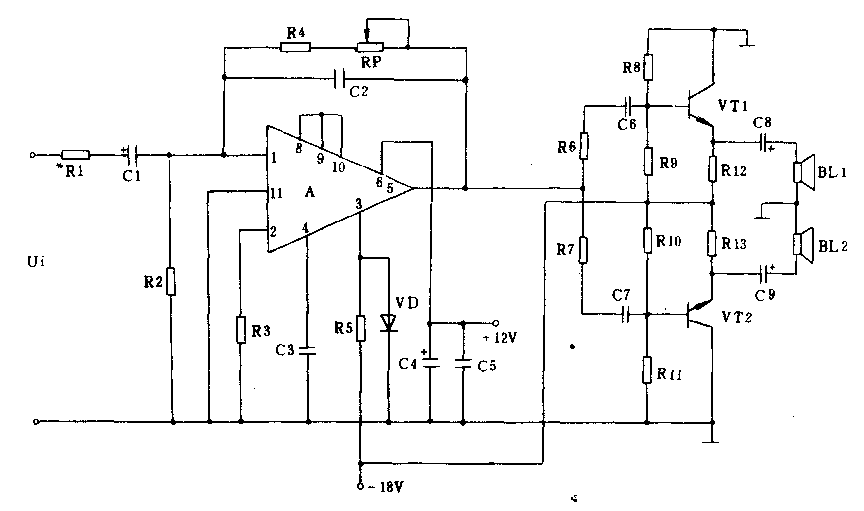 R4
RP
C2
R8
VT1
C6
C8
R6
8
9
10
*R1
C1
1
6
5
R9
R12
BL1
11
A
3
2
4
R7
R10
R13
BL2
Ui
R2
C7
C9
VT2
R3
C3
R5
VD
+12V
C4
C5
R11
-18V